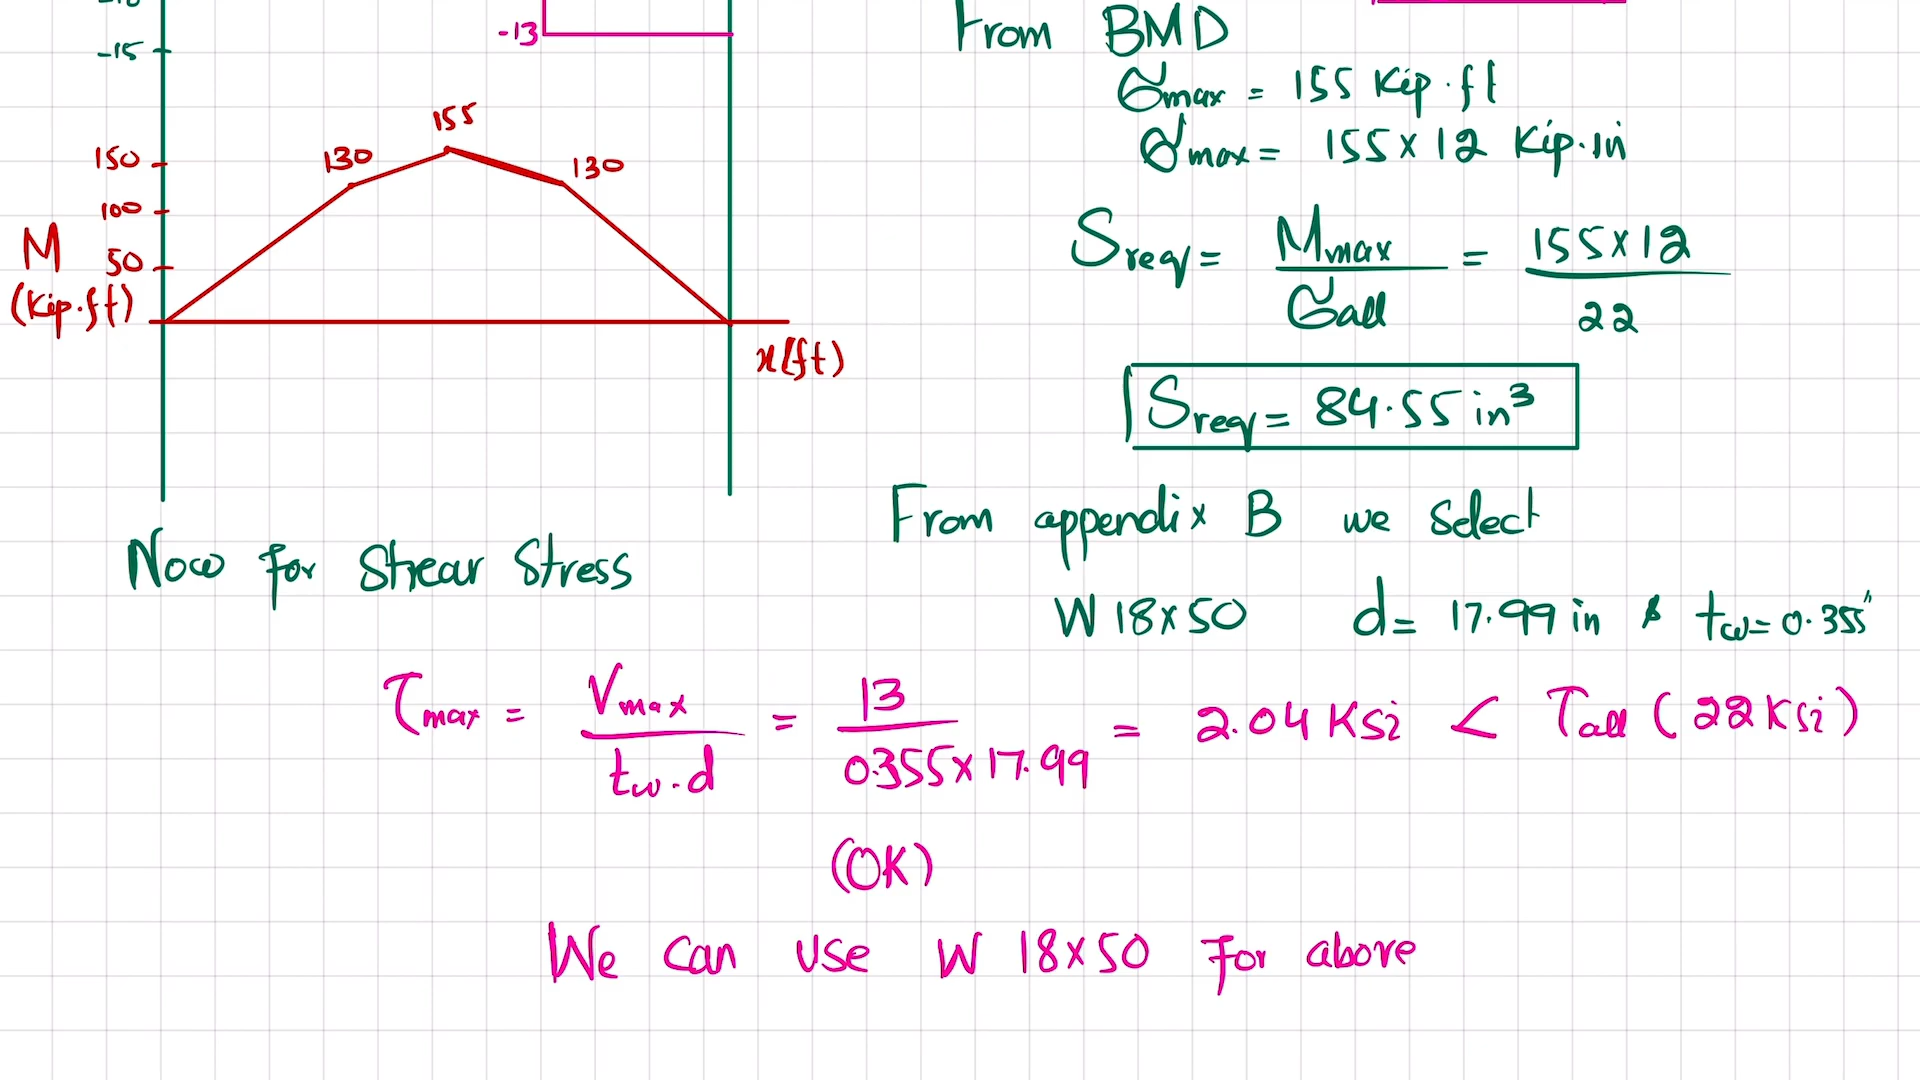 -13
-15
155
130
130
150
100
50
M
(Kip.ft)
x(ft)
From BMD
σmax = 155 Kip.ft
σmax = 155 x 12 Kip.in
Sreq = Mmax / σall = 155x12 / 22
Sreq = 84.55 in³
From appendix B we select
W 18x50 d= 17.99 in & tw= 0.355"
Now For Shear Stress
τmax = Vmax / tw.d = 13 / 0.355x17.99 = 2.04 Ksi < τall (22 Ksi)
(OK)
We Can Use W 18x50 For above